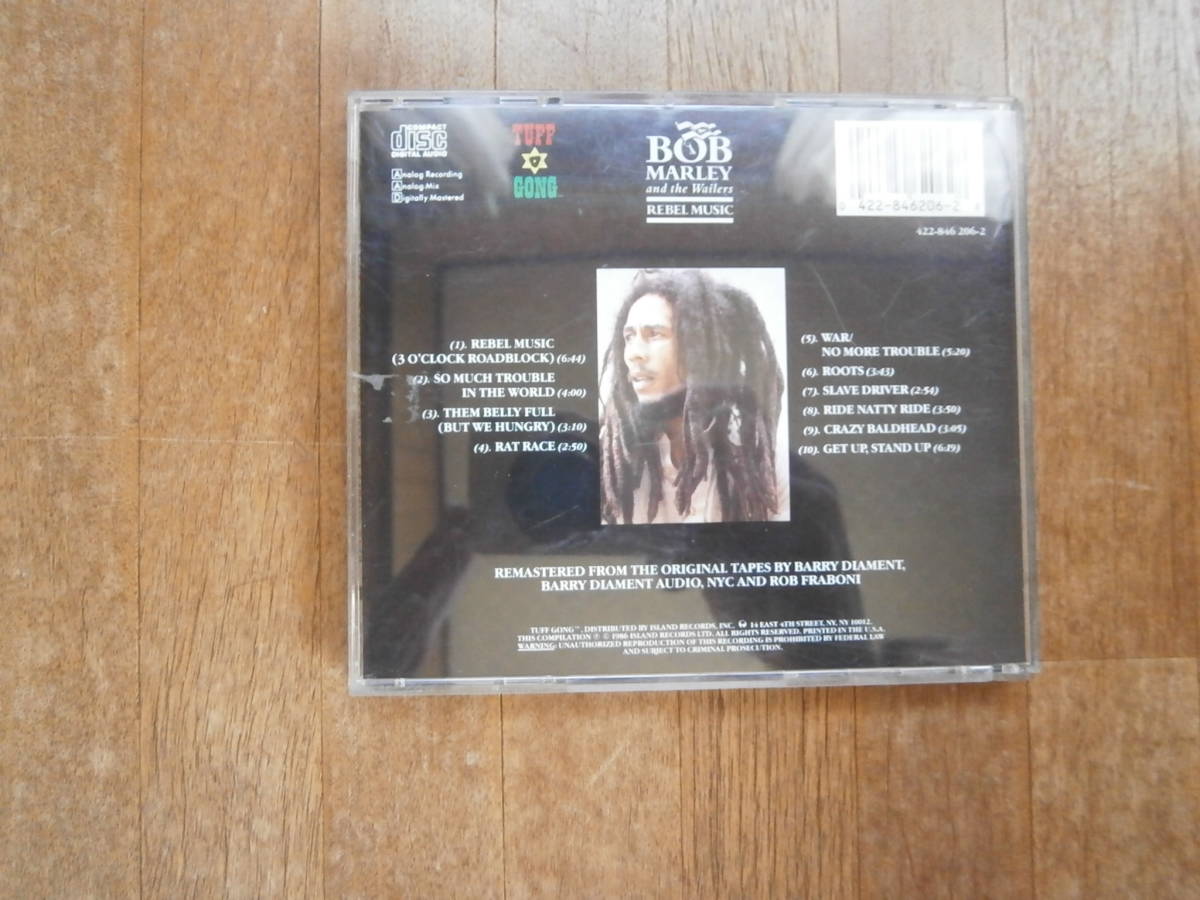 COMPACT
disc
DIGITAL AUDIO
Analog Recording
Analog Mix
Digitally Mastered
TUFF
GONG
BOB
MARLEY
and the Wailers
REBEL MUSIC
422-846206-2
422-846 206-2
(1). REBEL MUSIC
(3 O'CLOCK ROADBLOCK) (6:44)
(2). SO MUCH TROUBLE
IN THE WORLD (4:00)
(3). THEM BELLY FULL
(BUT WE HUNGRY) (3:10)
(4). RAT RACE (2:50)
(5). WAR/
NO MORE TROUBLE (5:20)
(6). ROOTS (3:43)
(7). SLAVE DRIVER (2:54)
(8). RIDE NATTY RIDE (3:50)
(9). CRAZY BALDHEAD (3:05)
(10). GET UP, STAND UP (6:19)
REMASTERED FROM THE ORIGINAL TAPES BY BARRY DIAMENT,
BARRY DIAMENT AUDIO, NYC AND ROB FRABONI
TUFF GONG™, DISTRIBUTED BY ISLAND RECORDS, INC. 14 EAST 4TH STREET, NY, NY 10012.
THIS COMPILATION ℗ © 1986 ISLAND RECORDS LTD. ALL RIGHTS RESERVED. PRINTED IN THE U.S.A.
WARNING: UNAUTHORIZED REPRODUCTION OF THIS RECORDING IS PROHIBITED BY FEDERAL LAW
AND SUBJECT TO CRIMINAL PROSECUTION.